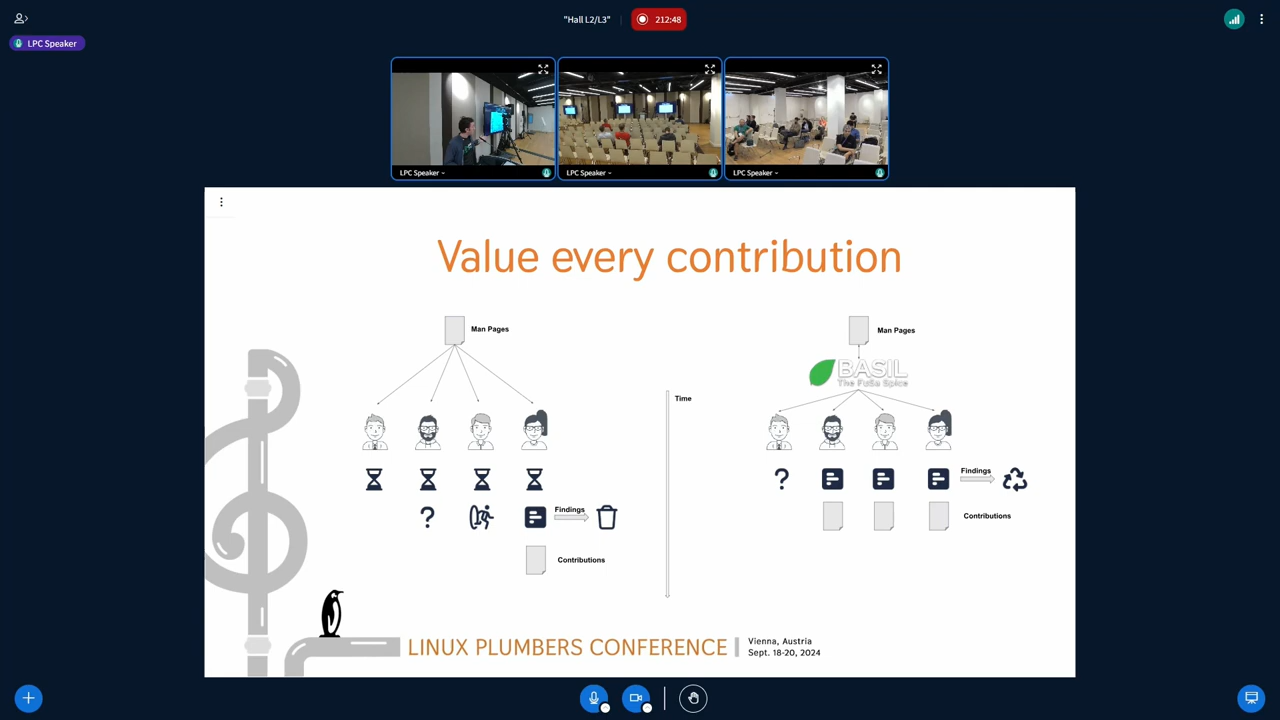 "Hall L2/L3"
212:48
LPC Speaker
LPC Speaker
LPC Speaker
LPC Speaker
Value every contribution
Man Pages
Man Pages
BASIL
The FuSa Spice
Time
?
Findings
Contributions
?
Findings
Contributions
LINUX PLUMBERS CONFERENCE
Vienna, Austria
Sept. 18-20, 2024